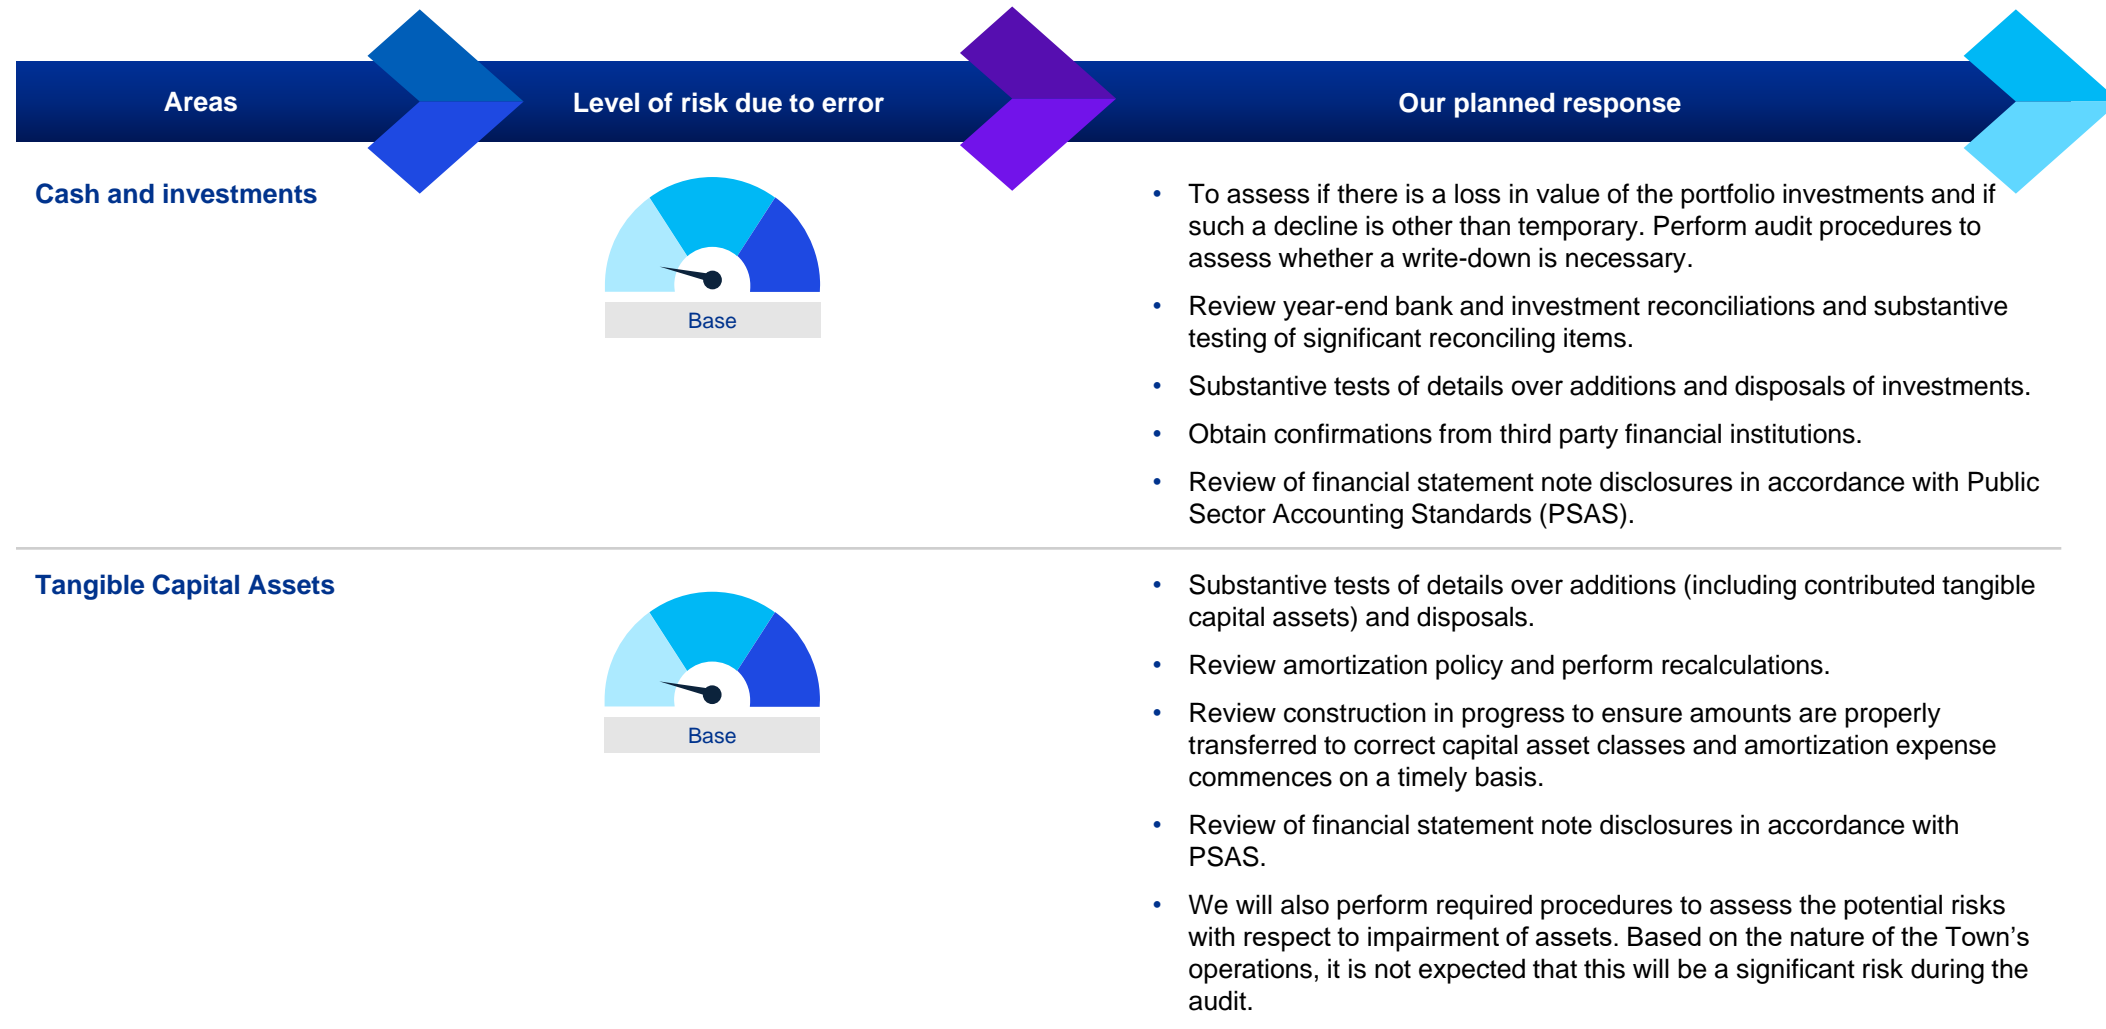 Areas
Level of risk due to error
Our planned response
Cash and investments
Base
• To assess if there is a loss in value of the portfolio investments and if
such a decline is other than temporary. Perform audit procedures to
assess whether a write-down is necessary.
• Review year-end bank and investment reconciliations and substantive
testing of significant reconciling items.
• Substantive tests of details over additions and disposals of investments.
• Obtain confirmations from third party financial institutions.
• Review of financial statement note disclosures in accordance with Public
Sector Accounting Standards (PSAS).
Tangible Capital Assets
Base
• Substantive tests of details over additions (including contributed tangible
capital assets) and disposals.
• Review amortization policy and perform recalculations.
• Review construction in progress to ensure amounts are properly
transferred to correct capital asset classes and amortization expense
commences on a timely basis.
• Review of financial statement note disclosures in accordance with
PSAS.
• We will also perform required procedures to assess the potential risks
with respect to impairment of assets. Based on the nature of the Town’s
operations, it is not expected that this will be a significant risk during the
audit.